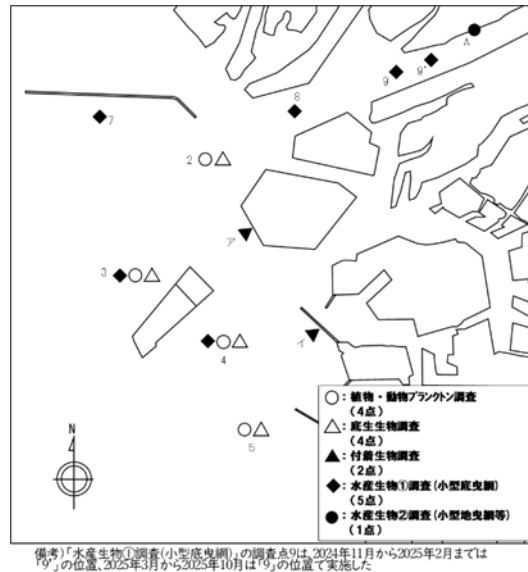 A
9'
9
8
7
2
ア
3
イ
4
N
5
○：植物・動物プランクトン調査
（4点）
△：底生生物調査
（4点）
▲：付着生物調査
（2点）
◆：水産生物①調査（小型底曳網）
（5点）
●：水産生物②調査（小型地曳網等）
（1点）
備考)「水産生物①調査(小型底曳網)」の調査点9は、2024年11月から2025年2月までは
「9'」の位置、2025年3月から2025年10月は「9」の位置で実施した